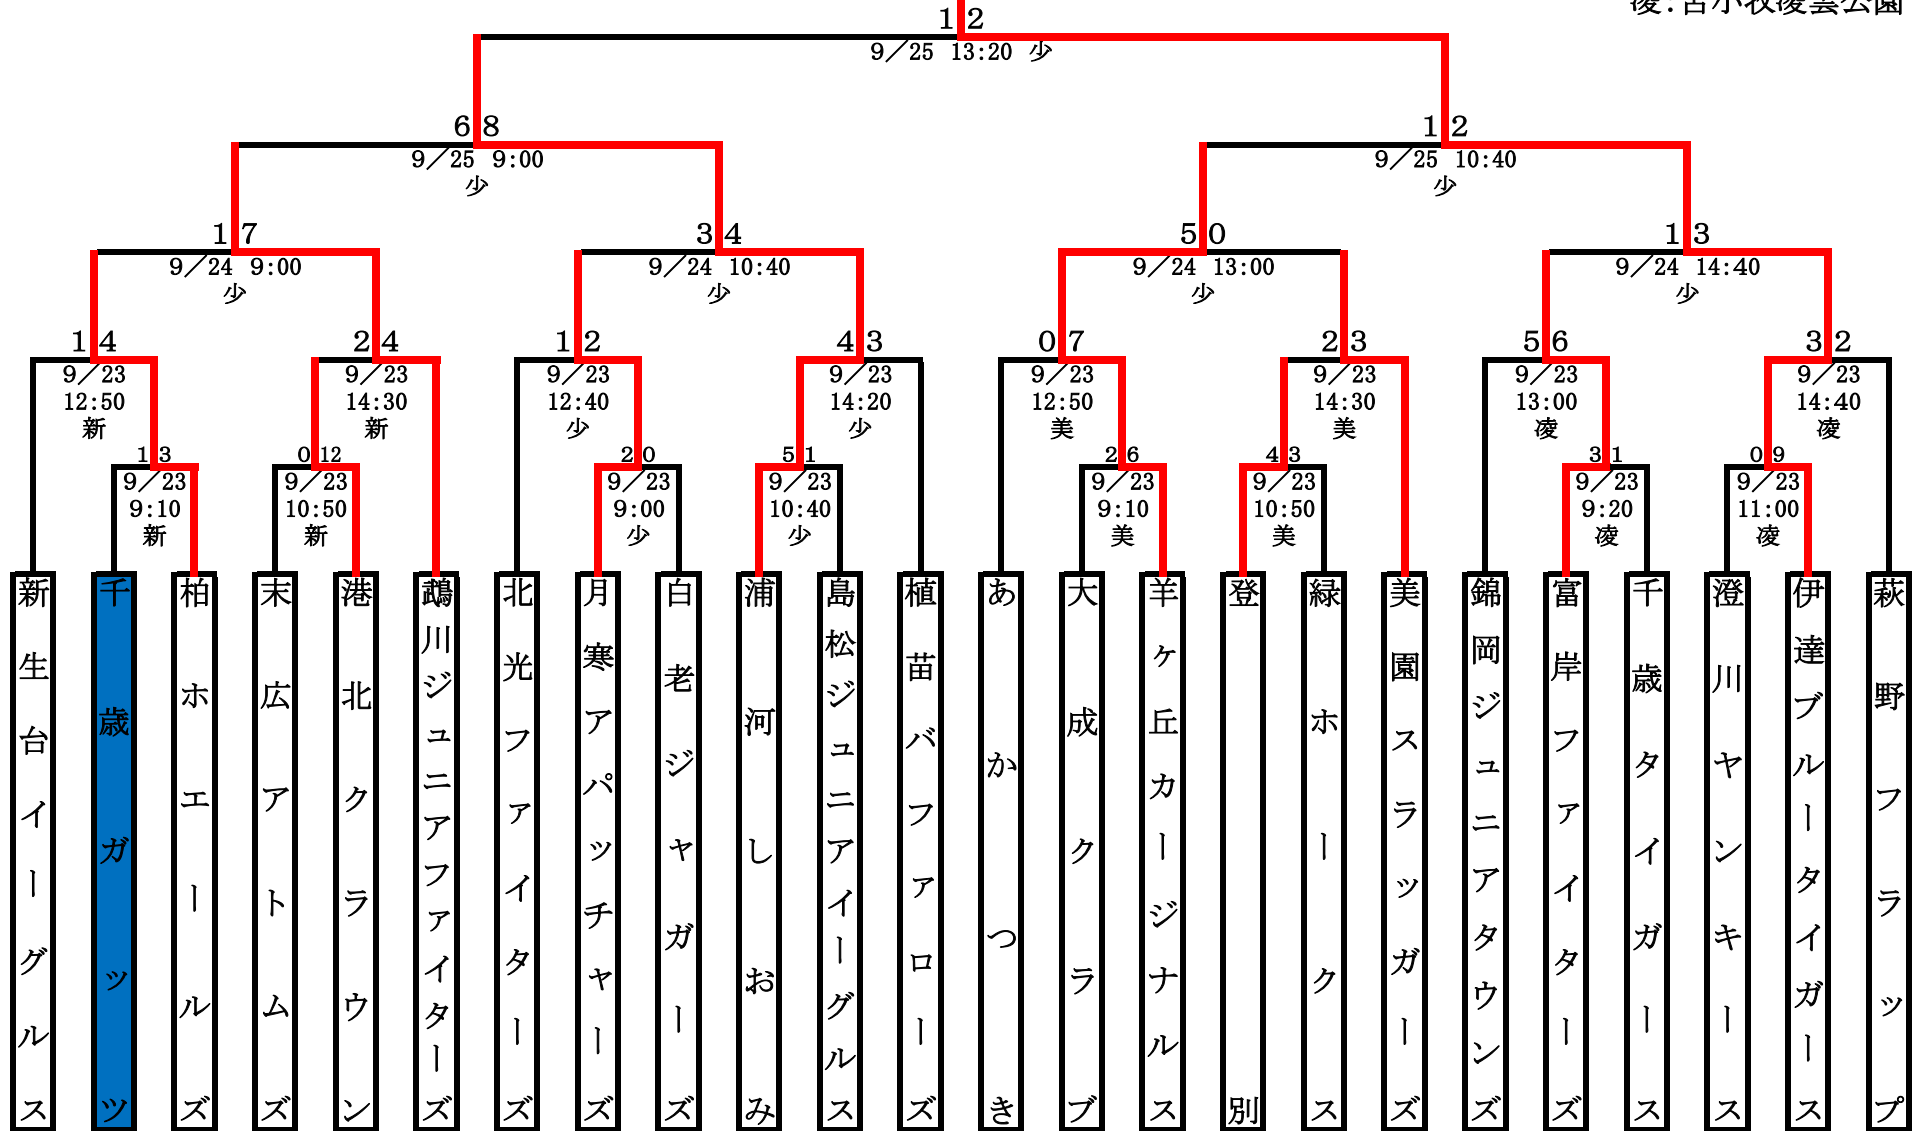 凌：苫小牧凌雲公園
1 2
9／25 13:20 少
6 8
9／25 9:00
少
1 2
9／25 10:40
少
1 7
9／24 9:00
少
3 4
9／24 10:40
少
5 0
9／24 13:00
少
1 3
9／24 14:40
少
1 4
9／23
12:50
新
2 4
9／23
14:30
新
1 2
9／23
12:40
少
4 3
9／23
14:20
少
0 7
9／23
12:50
美
2 3
9／23
14:30
美
5 6
9／23
13:00
凌
3 2
9／23
14:40
凌
1 3
9／23
9:10
新
0 12
9／23
10:50
新
2 0
9／23
9:00
少
5 1
9／23
10:40
少
2 6
9／23
9:10
美
4 3
9／23
10:50
美
3 1
9／23
9:20
凌
0 9
9／23
11:00
凌
新生台イーグルス
千歳ガッツ
柏ホエールズ
末広アトムズ
港北クラウン
鵡川ジュニアファイターズ
北光ファイターズ
月寒アパッチャーズ
白老ジャガーズ
浦河しおみ
島松ジュニアイーグルス
植苗バファローズ
あかつき
大成クラブ
羊ヶ丘カージナルス
登別
緑ホークス
美園スラッガーズ
錦岡ジュニアタウンズ
富岸ファイターズ
千歳タイガース
澄川ヤンキース
伊達ブルータイガース
萩野フラップ